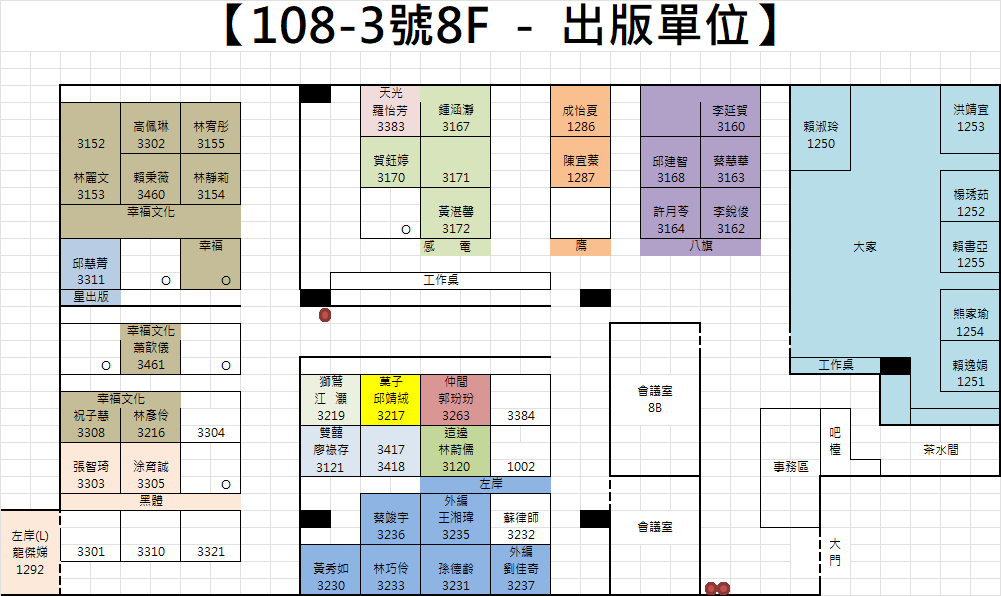 【108-3號8F - 出版單位】
3152
高佩琳
3302
林宥彤
3155
林麗文
3153
賴秉薇
3460
林靜莉
3154
幸福文化
邱慧菁
3311
O
幸福
O
星出版
幸福文化
O
蕭歆儀
3461
O
幸福文化
祝子慧
3308
林彥伶
3216
3304
張智琦
3303
涂育誠
3305
O
黑體
左岸(L)
龍傑娣
1292
3301
3310
3321
天光
羅怡芳
3383
鍾涵瀞
3167
賀鈺婷
3170
3171
O
黃湛馨
3172
感 電
成怡夏
1286
陳宜蓁
1287
鷹
李延賀
3160
邱建智
3168
蔡慧華
3163
許月苓
3164
李銳俊
3162
八旗
工作桌
賴淑玲
1250
洪靖宜
1253
楊琇茹
1252
大家
賴書亞
1255
熊家瑜
1254
賴逸娟
1251
工作桌
獅鷲
江 灝
3219
莫子
邱靖絨
3217
仲間
郭玢玢
3263
3384
雙囍
廖祿存
3121
3417
3418
這邊
林蔚儒
3120
1002
左岸
蔡竣宇
3236
外編
王湘瑋
3235
蘇律師
3232
黃秀如
3230
林巧伶
3233
孫德齡
3231
外編
劉佳奇
3237
會議室
8B
會議室
事務區
吧
檯
茶水間
大
門